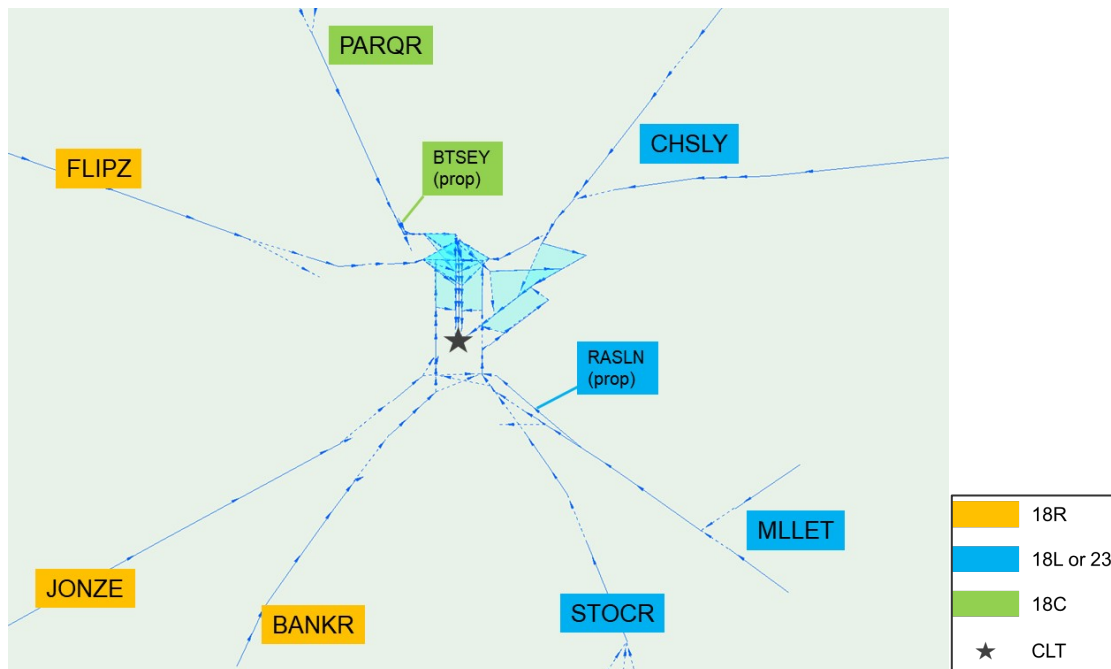 PARQR
CHSLY
BTSEY
(prop)
FLIPZ
RASLN
(prop)
MLLET
JONZE
BANKR
STOCR
18R
18L or 23
18C
CLT